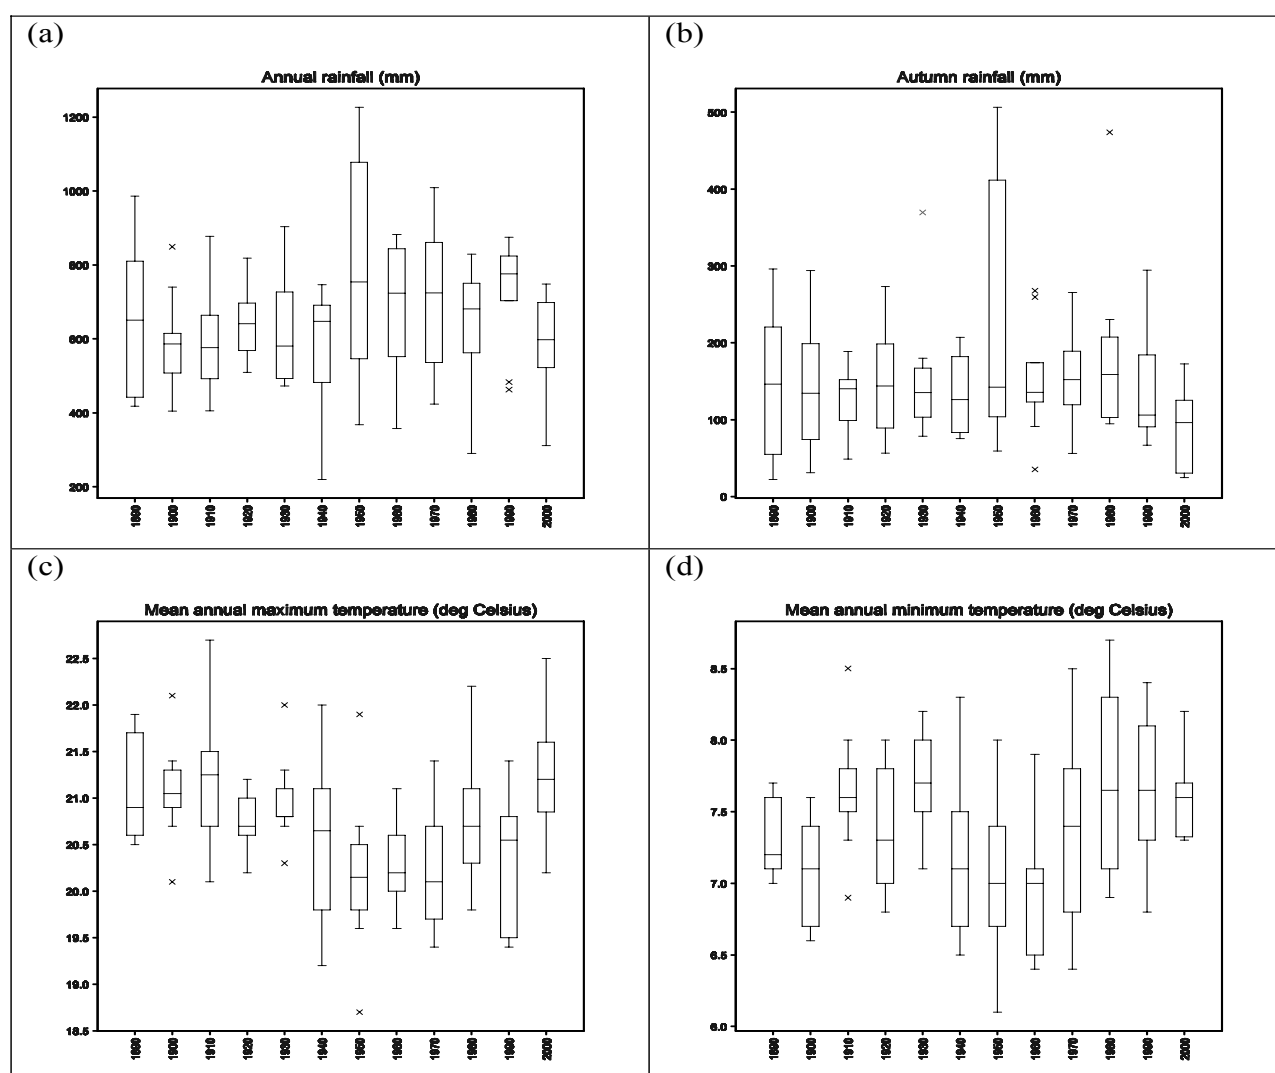 (a)
Annual rainfall (mm)
1200
1000
800
600
400
200
1890 1900 1910 1920 1930 1940 1950 1960 1970 1980 1990 2000
(b)
Autumn rainfall (mm)
500
400
300
200
100
0
1890 1900 1910 1920 1930 1940 1950 1960 1970 1980 1990 2000
(c)
Mean annual maximum temperature (deg Celsius)
22.5
22.0
21.5
21.0
20.5
20.0
19.5
19.0
18.5
1890 1900 1910 1920 1930 1940 1950 1960 1970 1980 1990 2000
(d)
Mean annual minimum temperature (deg Celsius)
8.5
8.0
7.5
7.0
6.5
6.0
1890 1900 1910 1920 1930 1940 1950 1960 1970 1980 1990 2000